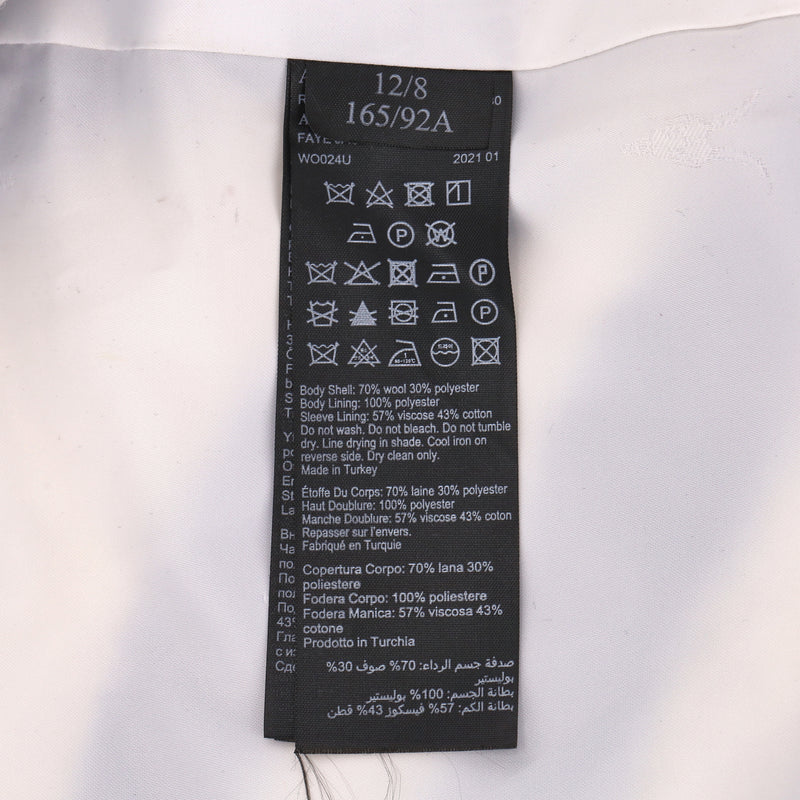 12/8
165/92A
WO024U 2021 01
Body Shell: 70% wool 30% polyester
Body Lining: 100% polyester
Sleeve Lining: 57% viscose 43% cotton
Do not wash. Do not bleach. Do not tumble
dry. Line drying in shade. Cool iron on
reverse side. Dry clean only.
Made in Turkey
Étoffe Du Corps: 70% laine 30% polyester
Haut Doublure: 100% polyester
Manche Doublure: 57% viscose 43% coton
Repasser sur l'envers.
Fabriqué en Turquie
Copertura Corpo: 70% lana 30%
poliestere
Fodera Corpo: 100% poliestere
Fodera Manica: 57% viscosa 43%
cotone
Prodotto in Turchia
صدفة جسم الرداء: 70% صوف 30%
بوليستير
بطانة الجسم: 100% بوليستير
بطانة الكم: 57% فيسكوز 43% قطن